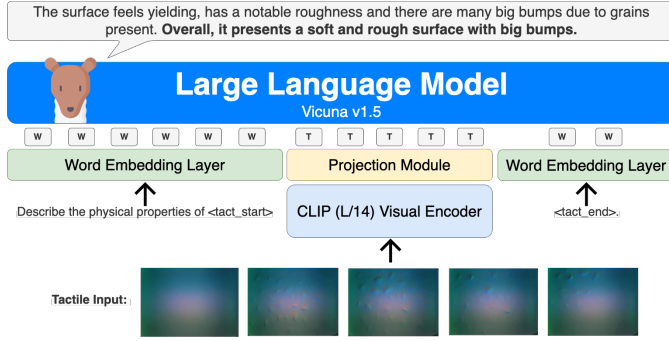 The surface feels yielding, has a notable roughness and there are many big bumps due to grains
present. Overall, it presents a soft and rough surface with big bumps.
Large Language Model
Vicuna v1.5
W W W W W W T T T T T W W
Word Embedding Layer Projection Module Word Embedding Layer
Describe the physical properties of <tact_start> CLIP (L/14) Visual Encoder <tact_end>.
Tactile Input: